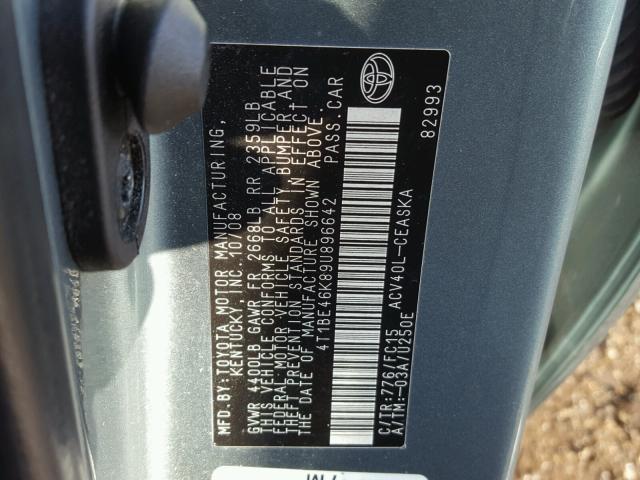 MFD. BY: TOYOTA MOTOR MANUFACTURING,
KENTUCKY, INC. 10/08
GVWR 4400LB GAWR FR 2668LB RR 2359LB
THIS VEHICLE CONFORMS TO ALL APPLICABLE
FEDERAL MOTOR VEHICLE SAFETY BUMPER, AND
THEFT PREVENTION STANDARDS IN EFFECT ON
THE DATE OF MANUFACTURE SHOWN ABOVE.
4T1BE46K89U896642 PASS. CAR
C/TR:776/FC15 ACV40L-CEASKA
A/TM:-03A/U250E
82993